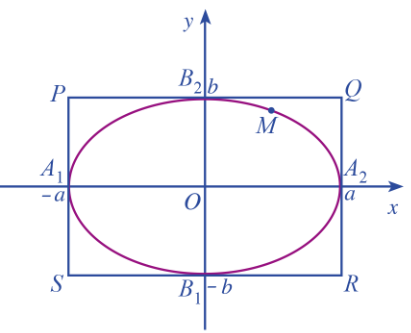 y
P B₂ b Q
M
A₁ A₂
-a O a x
S B₁ -b R